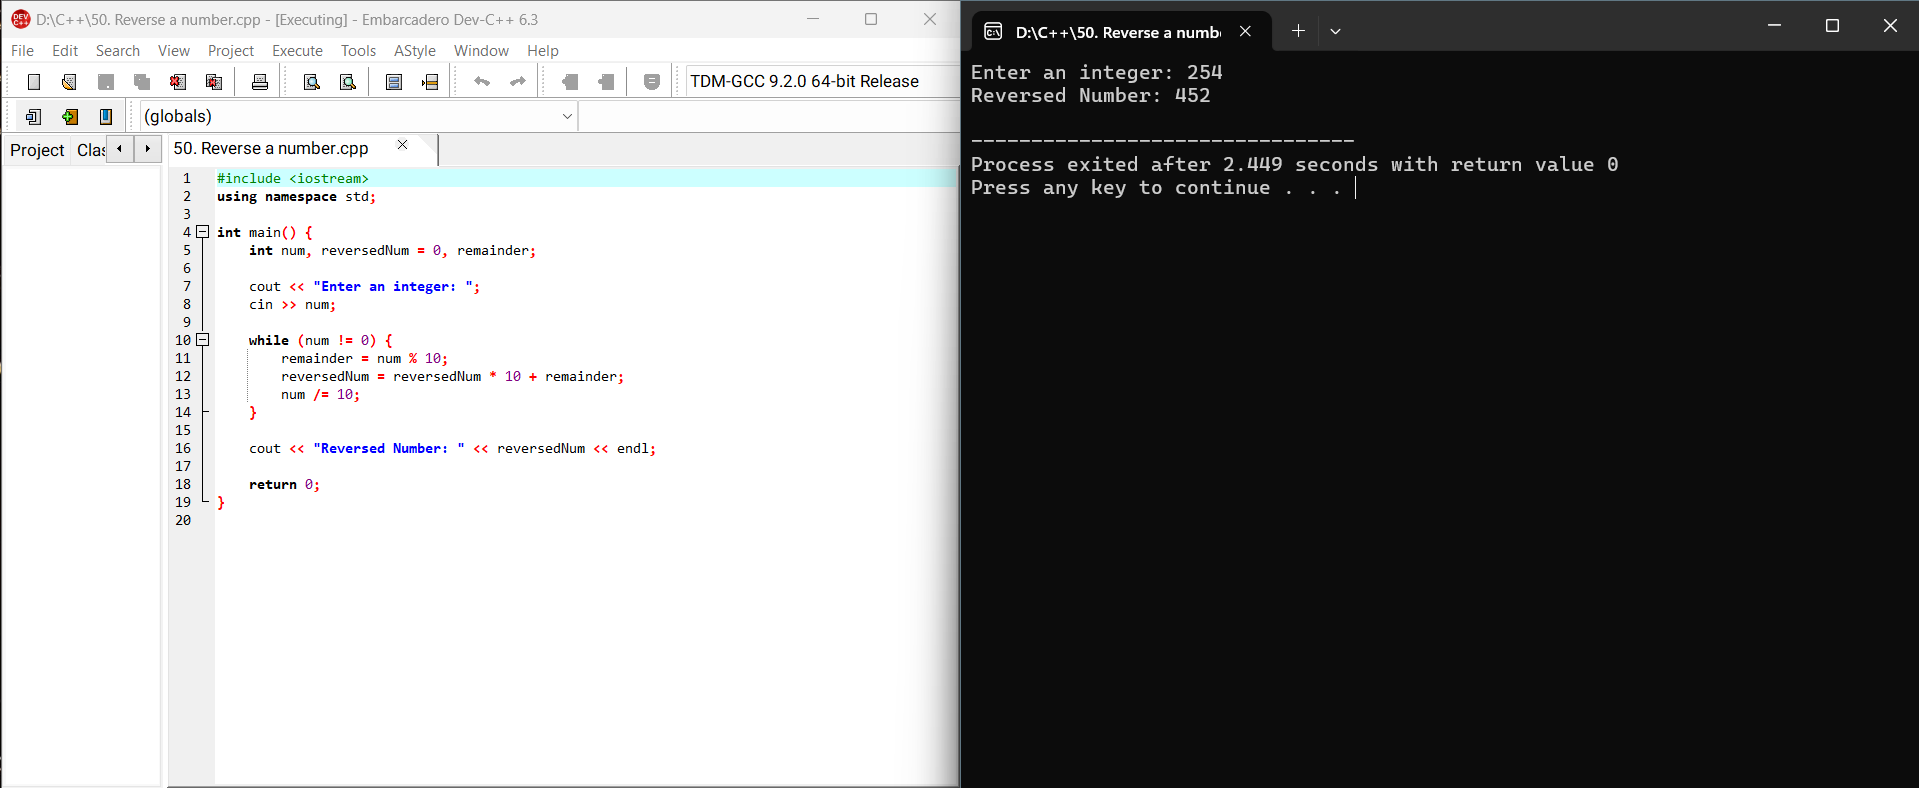 D:\C++\50. Reverse a number.cpp - [Executing] - Embarcadero Dev-C++ 6.3
File Edit Search View Project Execute Tools AStyle Window Help
TDM-GCC 9.2.0 64-bit Release
(globals)
Project Clas
50. Reverse a number.cpp
1 #include <iostream>
2 using namespace std;
3
4 int main() {
5     int num, reversedNum = 0, remainder;
6
7     cout << "Enter an integer: ";
8     cin >> num;
9
10     while (num != 0) {
11         remainder = num % 10;
12         reversedNum = reversedNum * 10 + remainder;
13         num /= 10;
14     }
15
16     cout << "Reversed Number: " << reversedNum << endl;
17
18     return 0;
19 }
20
D:\C++\50. Reverse a numb
Enter an integer: 254
Reversed Number: 452
--------------------------------
Process exited after 2.449 seconds with return value 0
Press any key to continue . . .